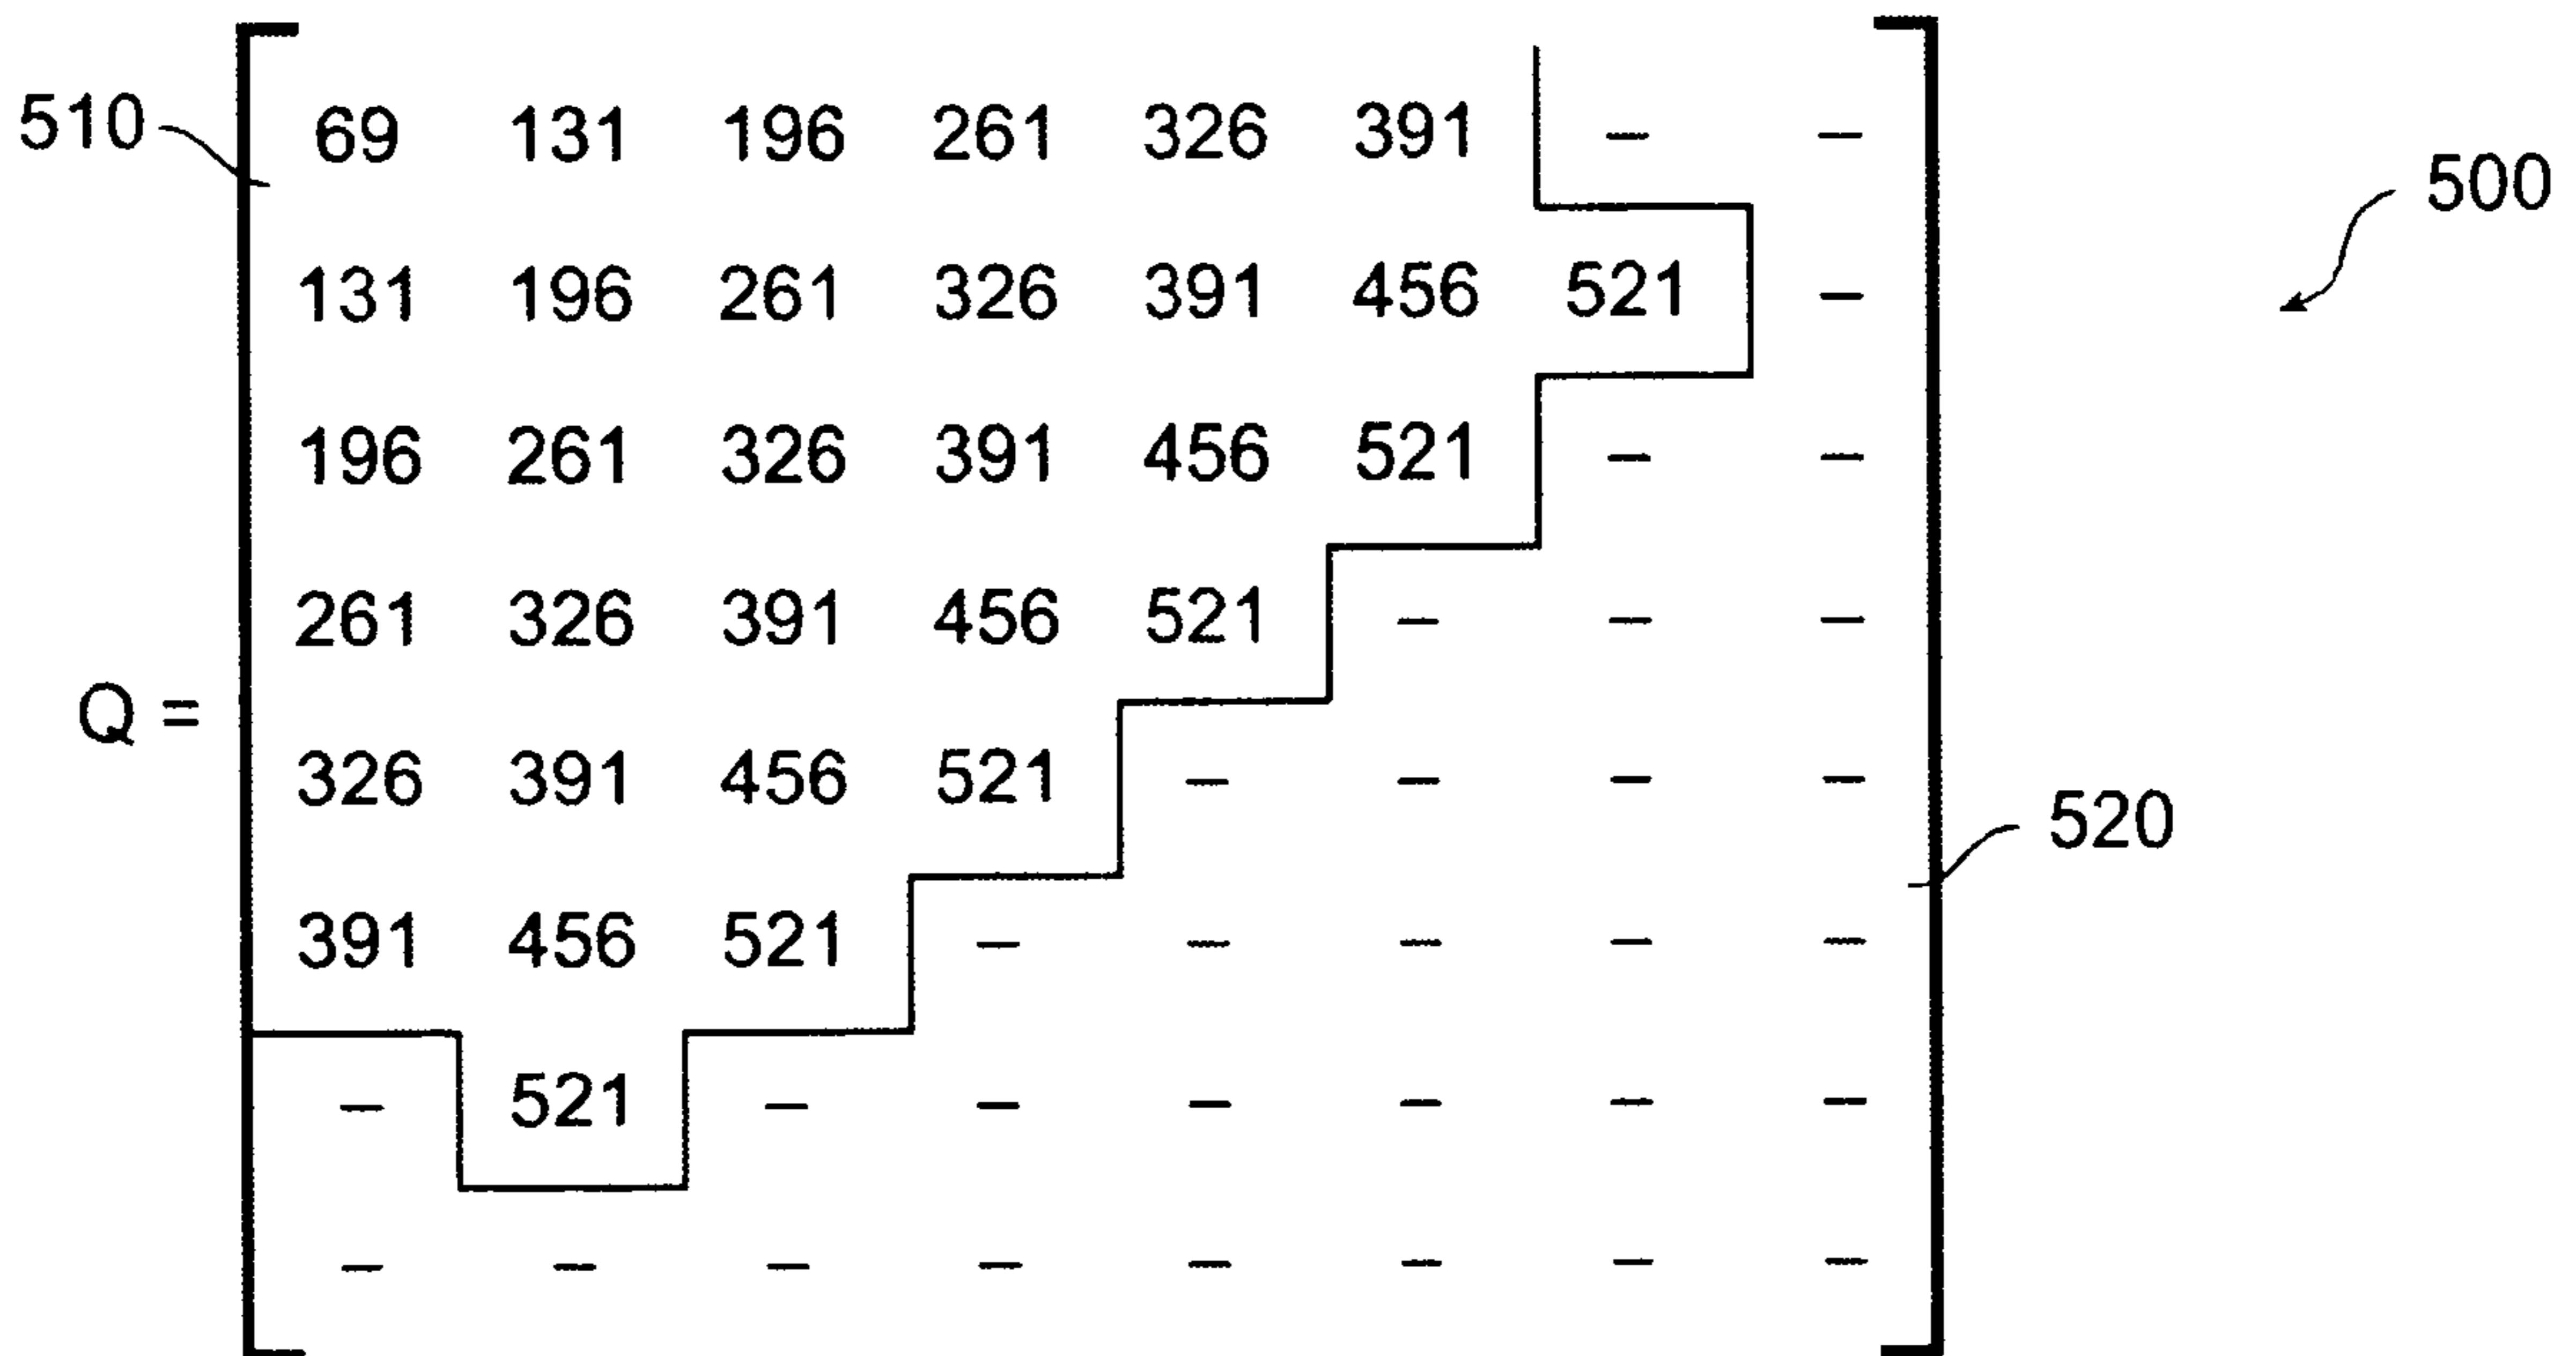 510 69 131 196 261 326 391 – –
500
131 196 261 326 391 456 521 –
196 261 326 391 456 521 – –
261 326 391 456 521 – – –
Q =
326 391 456 521 – – – –
520
391 456 521 – – – – –
– 521 – – – – – –
– – – – – – – –